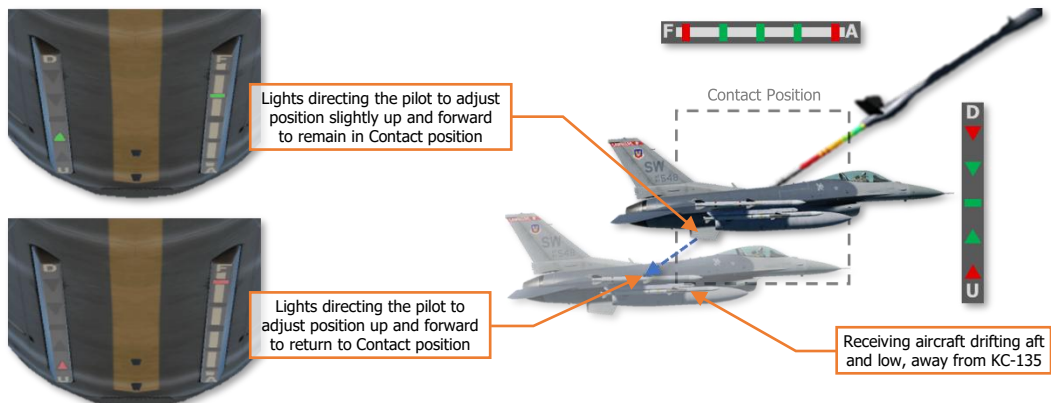 F A
D F
Lights directing the pilot to adjust
position slightly up and forward
to remain in Contact position
Contact Position
D
U A
SW
SW
U
D F
Lights directing the pilot to
adjust position up and forward
to return to Contact position
Receiving aircraft drifting aft
and low, away from KC-135
U A